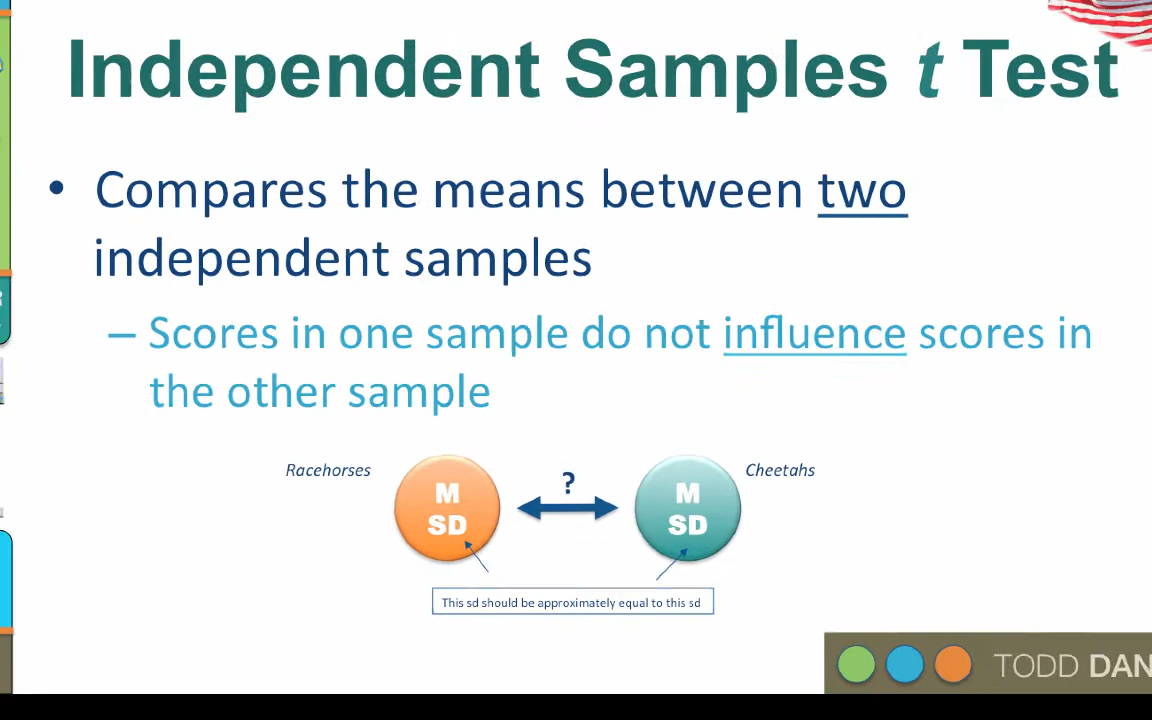 Independent Samples t Test
• Compares the means between two
independent samples
– Scores in one sample do not influence scores in
the other sample
Racehorses
M
SD
?
M
SD
Cheetahs
This sd should be approximately equal to this sd
TODD DAN